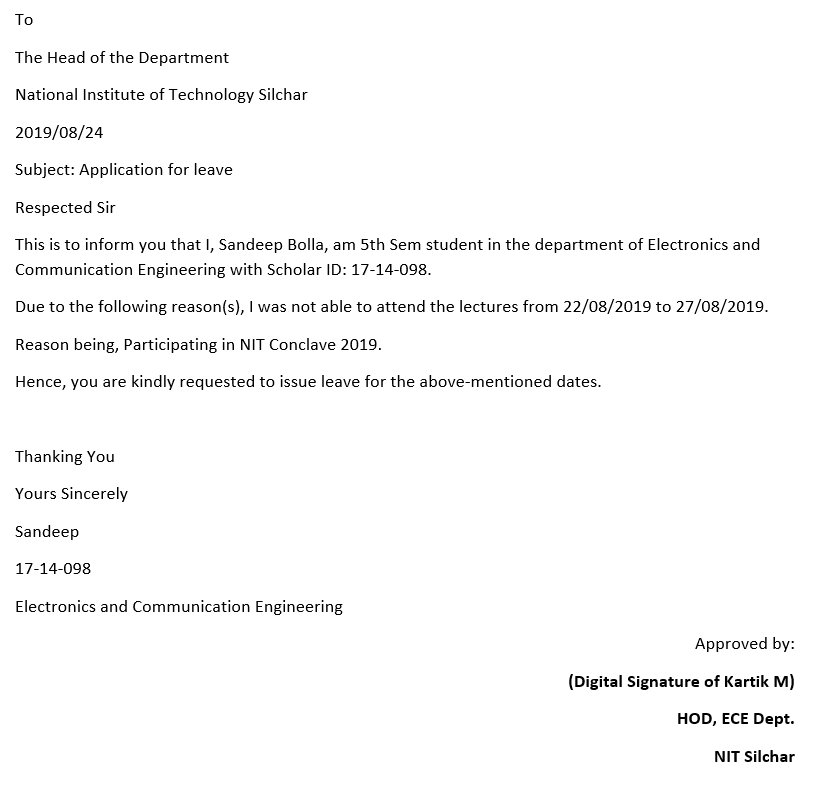 To
The Head of the Department
National Institute of Technology Silchar
2019/08/24
Subject: Application for leave
Respected Sir
This is to inform you that I, Sandeep Bolla, am 5th Sem student in the department of Electronics and
Communication Engineering with Scholar ID: 17-14-098.
Due to the following reason(s), I was not able to attend the lectures from 22/08/2019 to 27/08/2019.
Reason being, Participating in NIT Conclave 2019.
Hence, you are kindly requested to issue leave for the above-mentioned dates.
Thanking You
Yours Sincerely
Sandeep
17-14-098
Electronics and Communication Engineering
Approved by:
(Digital Signature of Kartik M)
HOD, ECE Dept.
NIT Silchar